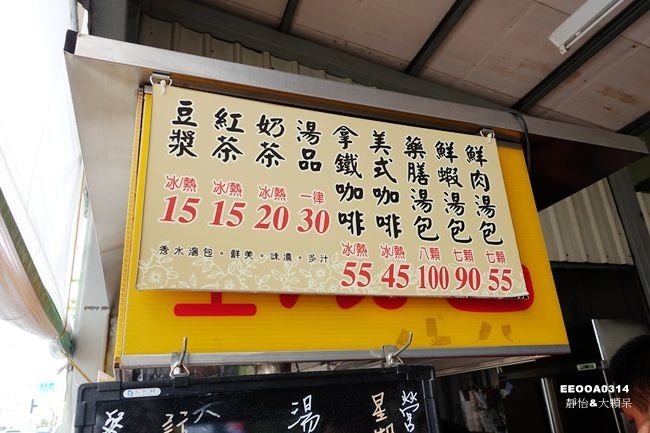 鮮肉湯包
七顆
55
鮮蝦湯包
七顆
90
藥膳湯包
八顆
100
美式咖啡
冰/熱
45
拿鐵咖啡
冰/熱
55
湯品
一律
30
奶茶
冰/熱
20
紅茶
冰/熱
15
豆漿
冰/熱
15
秀水湯包。鮮美。味濃。多汁
湯
EEOOA0314
靜怡&大顆呆